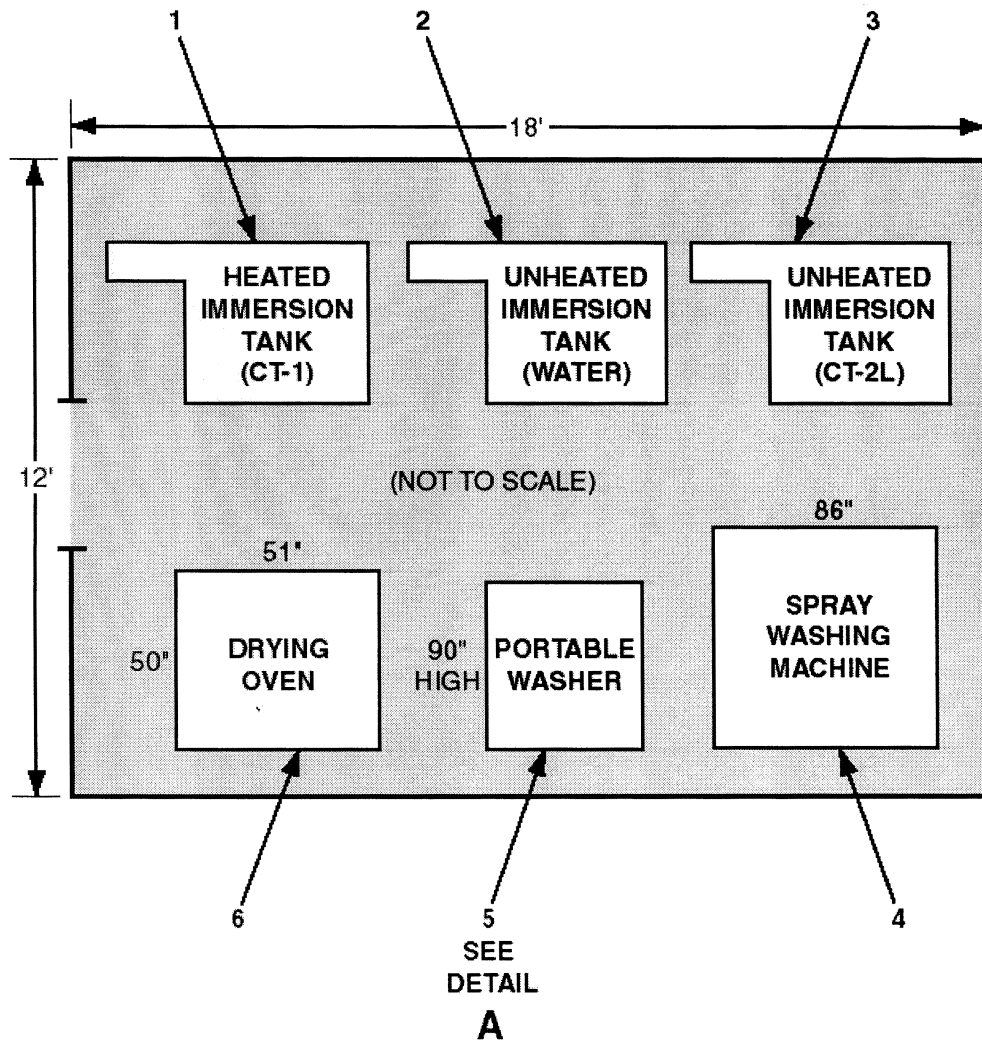 1
2
3
18'
HEATED
IMMERSION
TANK
(CT-1)
UNHEATED
IMMERSION
TANK
(WATER)
UNHEATED
IMMERSION
TANK
(CT-2L)
12'
(NOT TO SCALE)
51"
50"
DRYING
OVEN
90"
HIGH
PORTABLE
WASHER
86"
SPRAY
WASHING
MACHINE
6
5
4
SEE
DETAIL
A